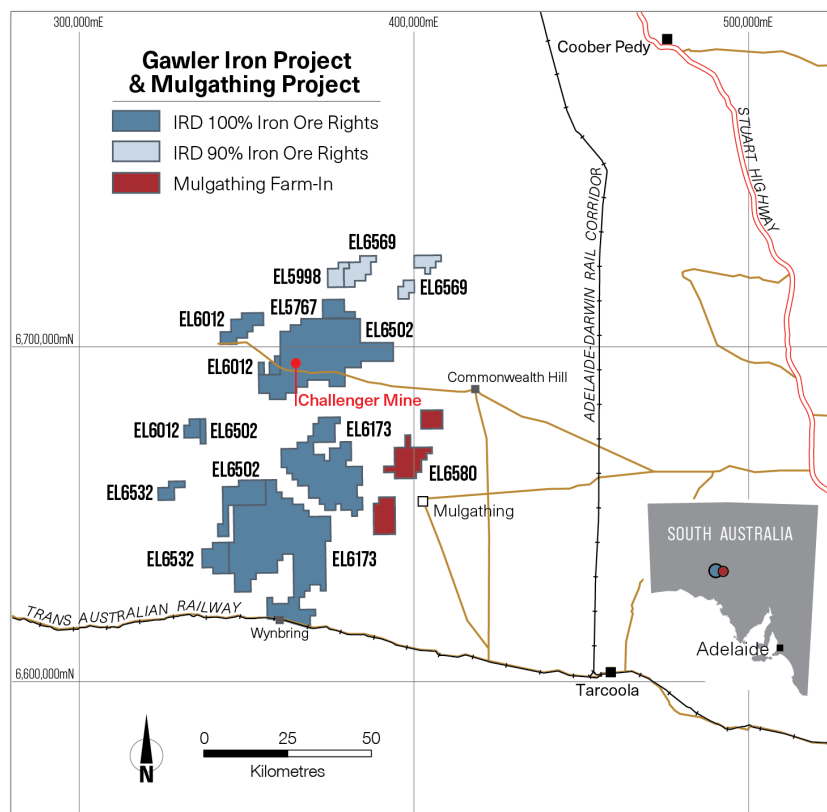 300,000mE
400,000mE
500,000mE
Coober Pedy
Gawler Iron Project
& Mulgathing Project
IRD 100% Iron Ore Rights
IRD 90% Iron Ore Rights
Mulgathing Farm-In
STUART HIGHWAY
ADELAIDE-DARWIN RAIL CORRIDOR
EL6569
EL5998
EL6569
EL5767
EL6012
EL6502
6,700,000mN
EL6012
Commonwealth Hill
Challenger Mine
EL6012
EL6502
EL6173
EL6502
EL6580
EL6532
Mulgathing
SOUTH AUSTRALIA
EL6532
EL6173
TRANS AUSTRALIAN RAILWAY
Wynbring
Adelaide
6,600,000mN
Tarcoola
0
25
50
Kilometres
N